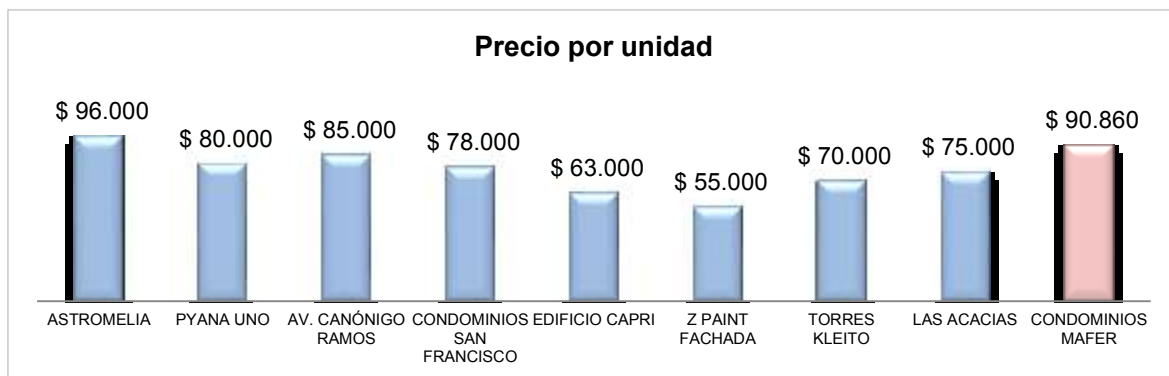 Precio por unidad
$ 96.000
$ 80.000
$ 85.000
$ 78.000
$ 63.000
$ 55.000
$ 70.000
$ 75.000
$ 90.860
ASTROMELIA
PYANA UNO
AV. CANÓNIGO
RAMOS
CONDOMINIOS
SAN
FRANCISCO
EDIFICIO CAPRI
Z PAINT
FACHADA
TORRES
KLEITO
LAS ACACIAS
CONDOMINIOS
MAFER